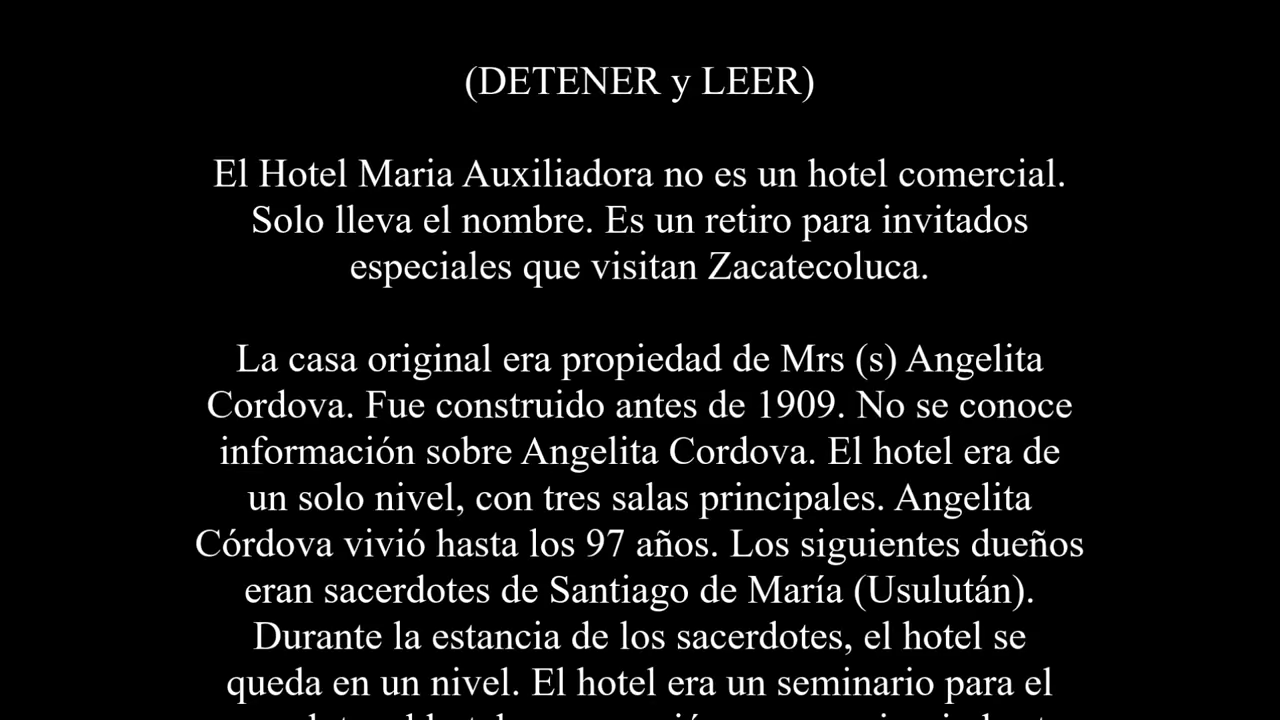 (DETENER y LEER)
El Hotel Maria Auxiliadora no es un hotel comercial.
Solo lleva el nombre. Es un retiro para invitados
especiales que visitan Zacatecoluca.
La casa original era propiedad de Mrs (s) Angelita
Cordova. Fue construido antes de 1909. No se conoce
información sobre Angelita Cordova. El hotel era de
un solo nivel, con tres salas principales. Angelita
Córdova vivió hasta los 97 años. Los siguientes dueños
eran sacerdotes de Santiago de María (Usulután).
Durante la estancia de los sacerdotes, el hotel se
queda en un nivel. El hotel era un seminario para el